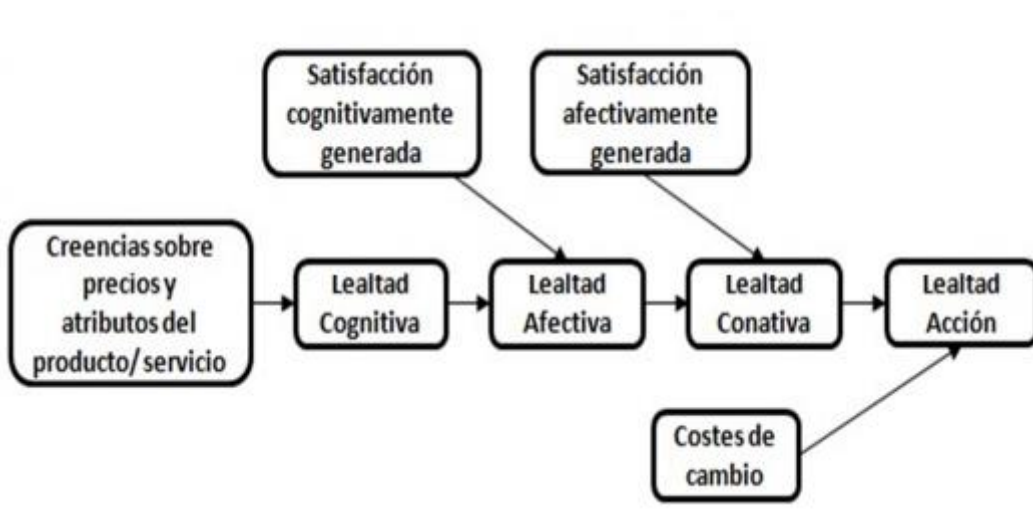 Satisfacción
cognitivamente
generada
Satisfacción
afectivamente
generada
Creencias sobre
precios y
atributos del
producto/ servicio
Lealtad
Cognitiva
Lealtad
Afectiva
Lealtad
Conativa
Lealtad
Acción
Costes de
cambio